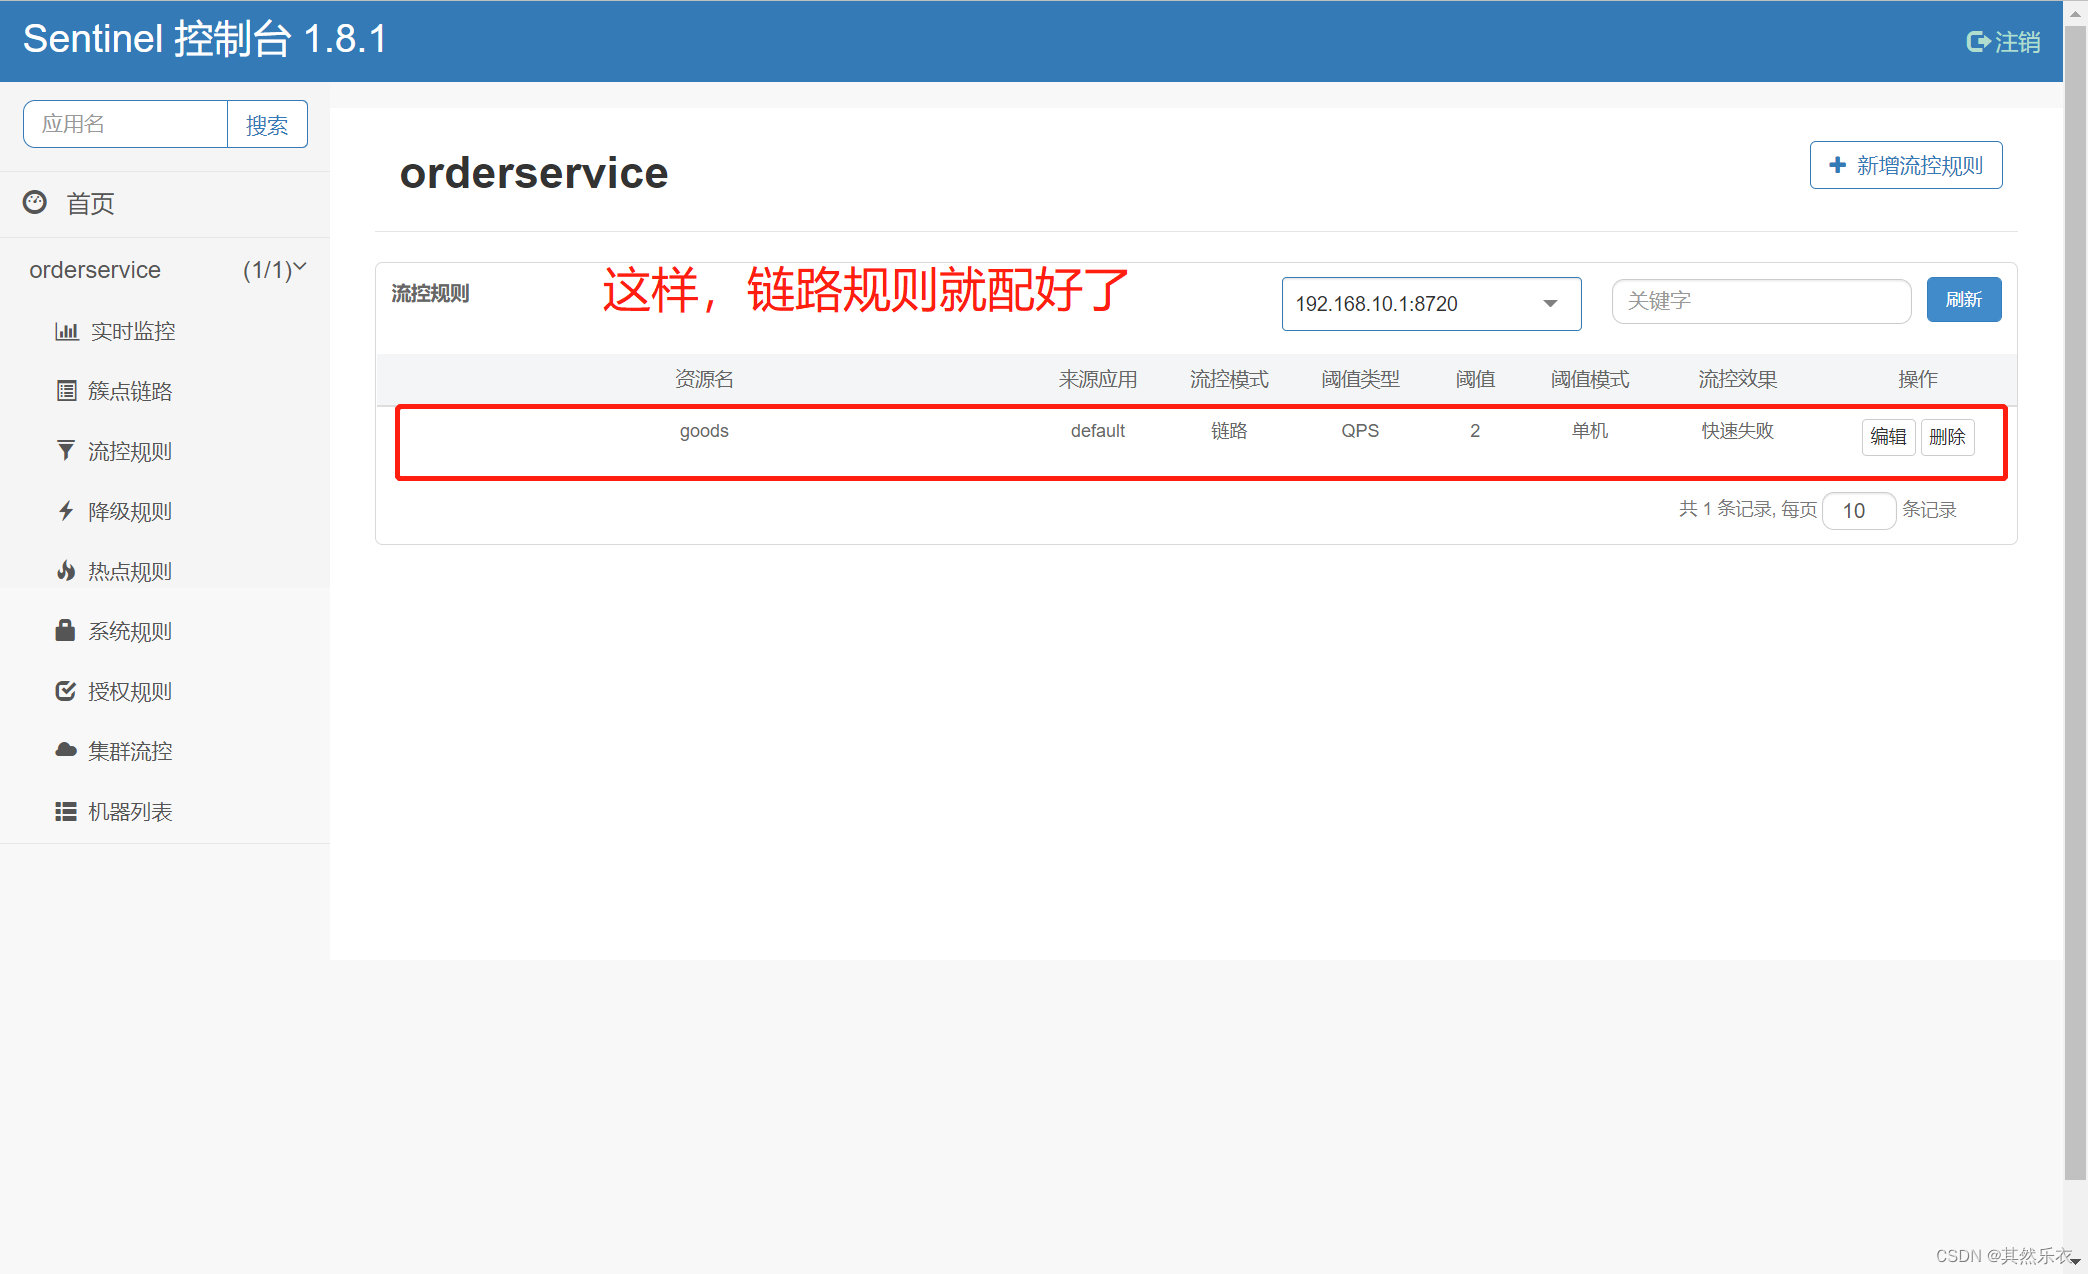 Sentinel 控制台 1.8.1
注销
应用名
搜索
首页
orderservice (1/1)
实时监控
簇点链路
流控规则
降级规则
热点规则
系统规则
授权规则
集群流控
机器列表
orderservice
新增流控规则
流控规则
这样，链路规则就配好了
192.168.10.1:8720
关键字
刷新
资源名 来源应用 流控模式 阈值类型 阈值 阈值模式 流控效果 操作
goods default 链路 QPS 2 单机 快速失败 编辑 删除
共 1 条记录, 每页 10 条记录
CSDN @其然乐衣